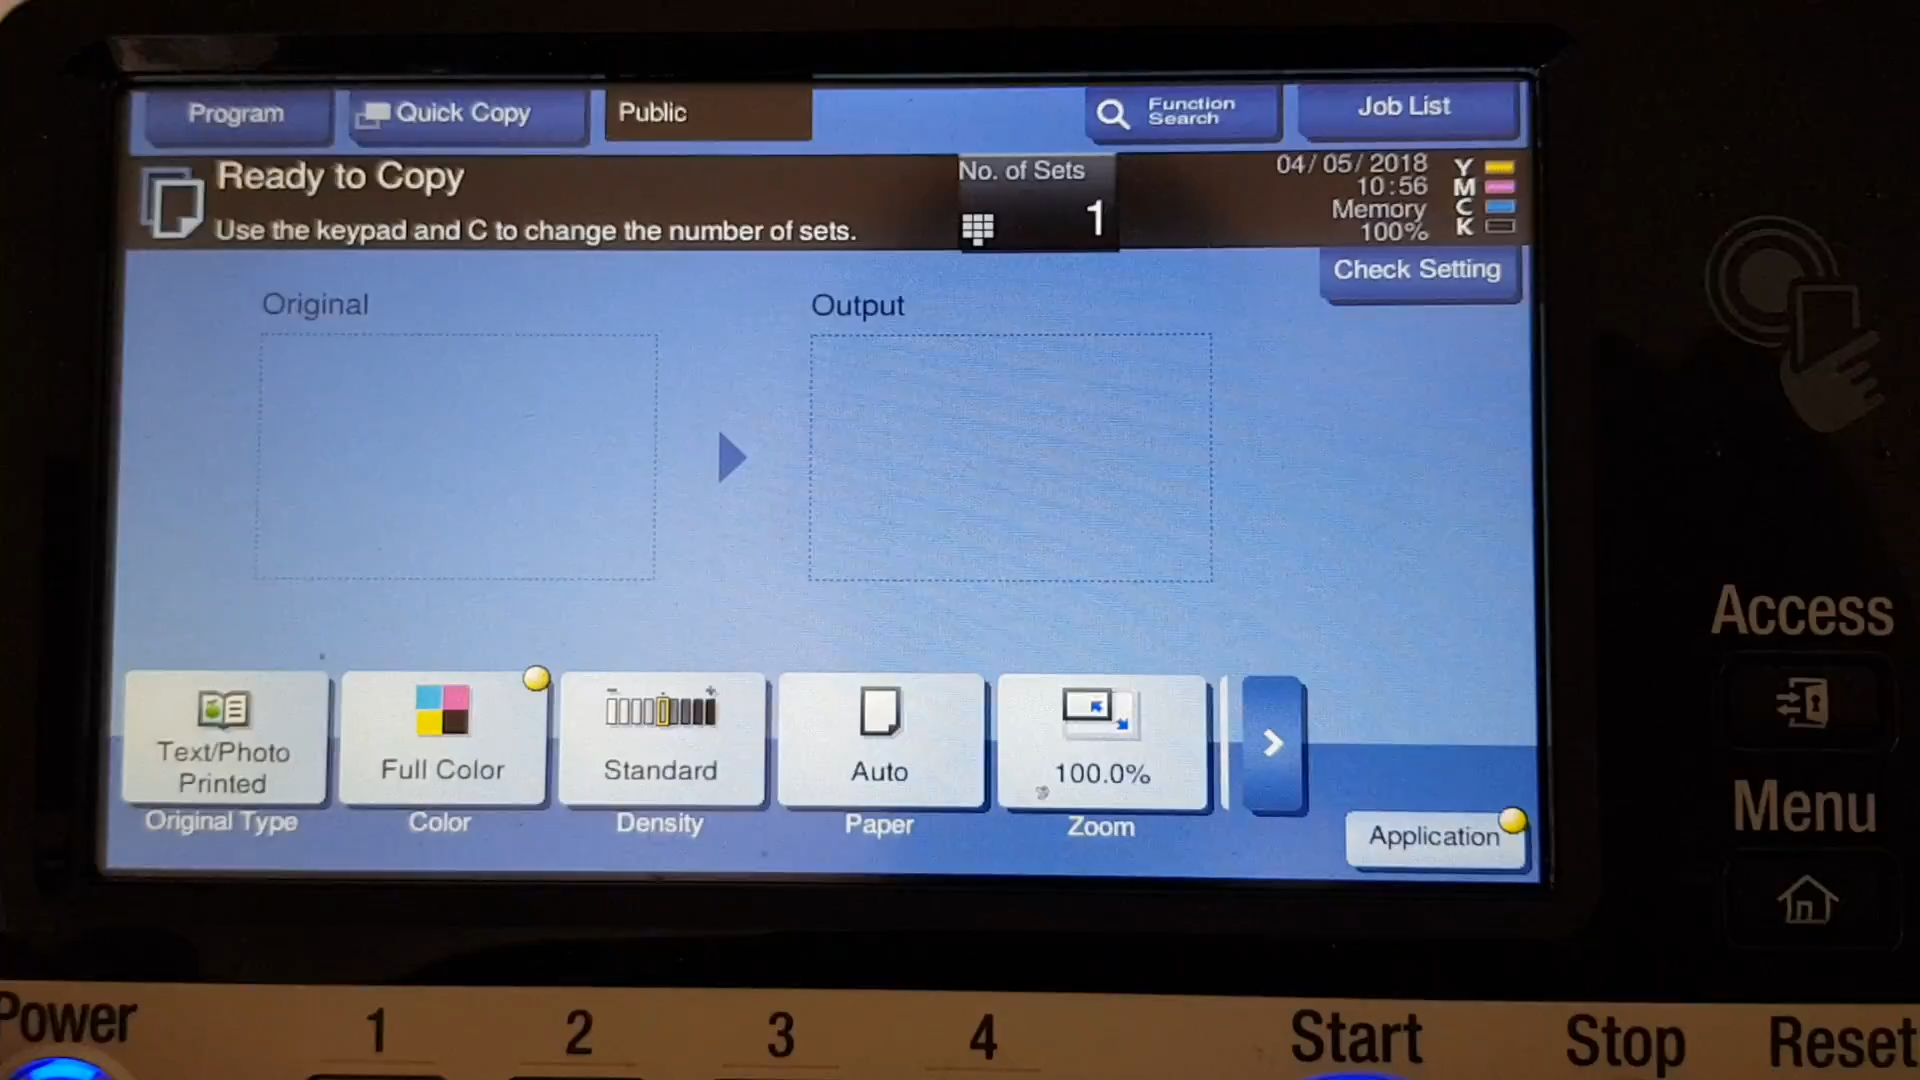 Program
Quick Copy
Public
Function
Search
Job List
Ready to Copy
Use the keypad and C to change the number of sets.
No. of Sets
1
04/05/2018
10:56
Memory
100%
Y
M
C
K
Check Setting
Original
Output
Text/Photo
Printed
Original Type
Full Color
Color
Standard
Density
Auto
Paper
100.0%
Zoom
Application
Access
Menu
Power
1
2
3
4
Start
Stop
Reset